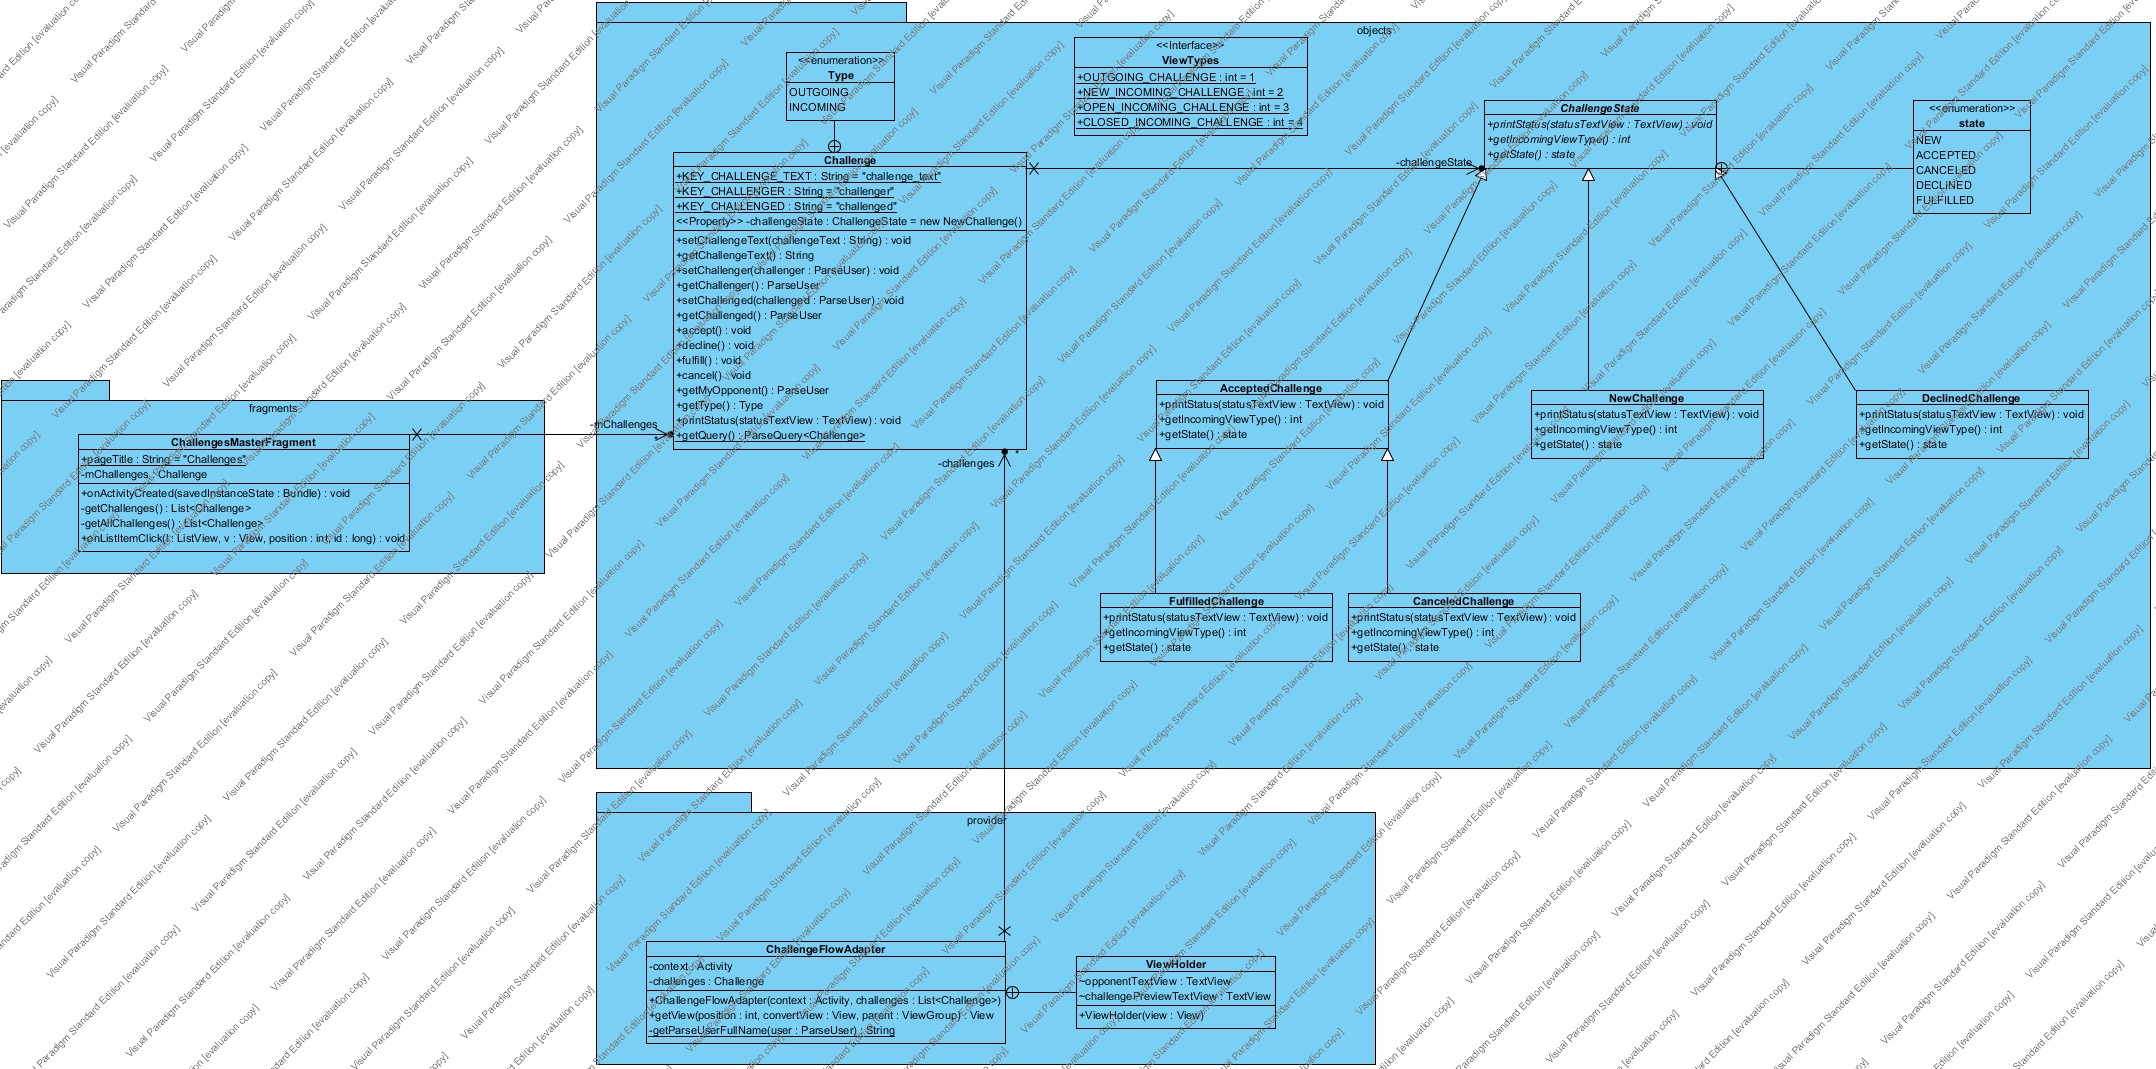 objects
<<enumeration>>
Type
OUTGOING
INCOMING
<<Interface>>
ViewTypes
+OUTGOING_CHALLENGE : int = 1
+NEW_INCOMING_CHALLENGE : int = 2
+OPEN_INCOMING_CHALLENGE : int = 3
+CLOSED_INCOMING_CHALLENGE : int = 4
ChallengeState
+printStatus(statusTextView : TextView) : void
+getIncomingViewType() : int
+getState() : state
<<enumeration>>
state
NEW
ACCEPTED
CANCELED
DECLINED
FULFILLED
Challenge
+KEY_CHALLENGE_TEXT : String = "challenge_text"
+KEY_CHALLENGER : String = "challenger"
+KEY_CHALLENGED : String = "challenged"
<<Property>> -challengeState : ChallengeState = new NewChallenge()
+setChallengeText(challengeText : String) : void
+getChallengeText() : String
+setChallenger(challenger : ParseUser) : void
+getChallenger() : ParseUser
+setChallenged(challenged : ParseUser) : void
+getChallenged() : ParseUser
+accept() : void
+decline() : void
+fulfill() : void
+cancel() : void
+getMyOpponent() : ParseUser
+getType() : Type
+printStatus(statusTextView : TextView) : void
+getQuery() : ParseQuery<Challenge>
-challengeState
-mChallenges
*
-challenges
*
fragments
ChallengesMasterFragment
+pageTitle : String = "Challenges"
-mChallenges : Challenge
+onActivityCreated(savedInstanceState : Bundle) : void
-getChallenges() : List<Challenge>
-getAllChallenges() : List<Challenge>
+onListItemClick(l : ListView, v : View, position : int, id : long) : void
AcceptedChallenge
+printStatus(statusTextView : TextView) : void
+getIncomingViewType() : int
+getState() : state
NewChallenge
+printStatus(statusTextView : TextView) : void
+getIncomingViewType() : int
+getState() : state
DeclinedChallenge
+printStatus(statusTextView : TextView) : void
+getIncomingViewType() : int
+getState() : state
FulfilledChallenge
+printStatus(statusTextView : TextView) : void
+getIncomingViewType() : int
+getState() : state
CanceledChallenge
+printStatus(statusTextView : TextView) : void
+getIncomingViewType() : int
+getState() : state
provider
ChallengeFlowAdapter
-context : Activity
-challenges : Challenge
+ChallengeFlowAdapter(context : Activity, challenges : List<Challenge>)
+getView(position : int, convertView : View, parent : ViewGroup) : View
-getParseUserFullName(user : ParseUser) : String
ViewHolder
~opponentTextView : TextView
~challengePreviewTextView : TextView
+ViewHolder(view : View)
Visual Paradigm Standard Edition [evaluation copy]